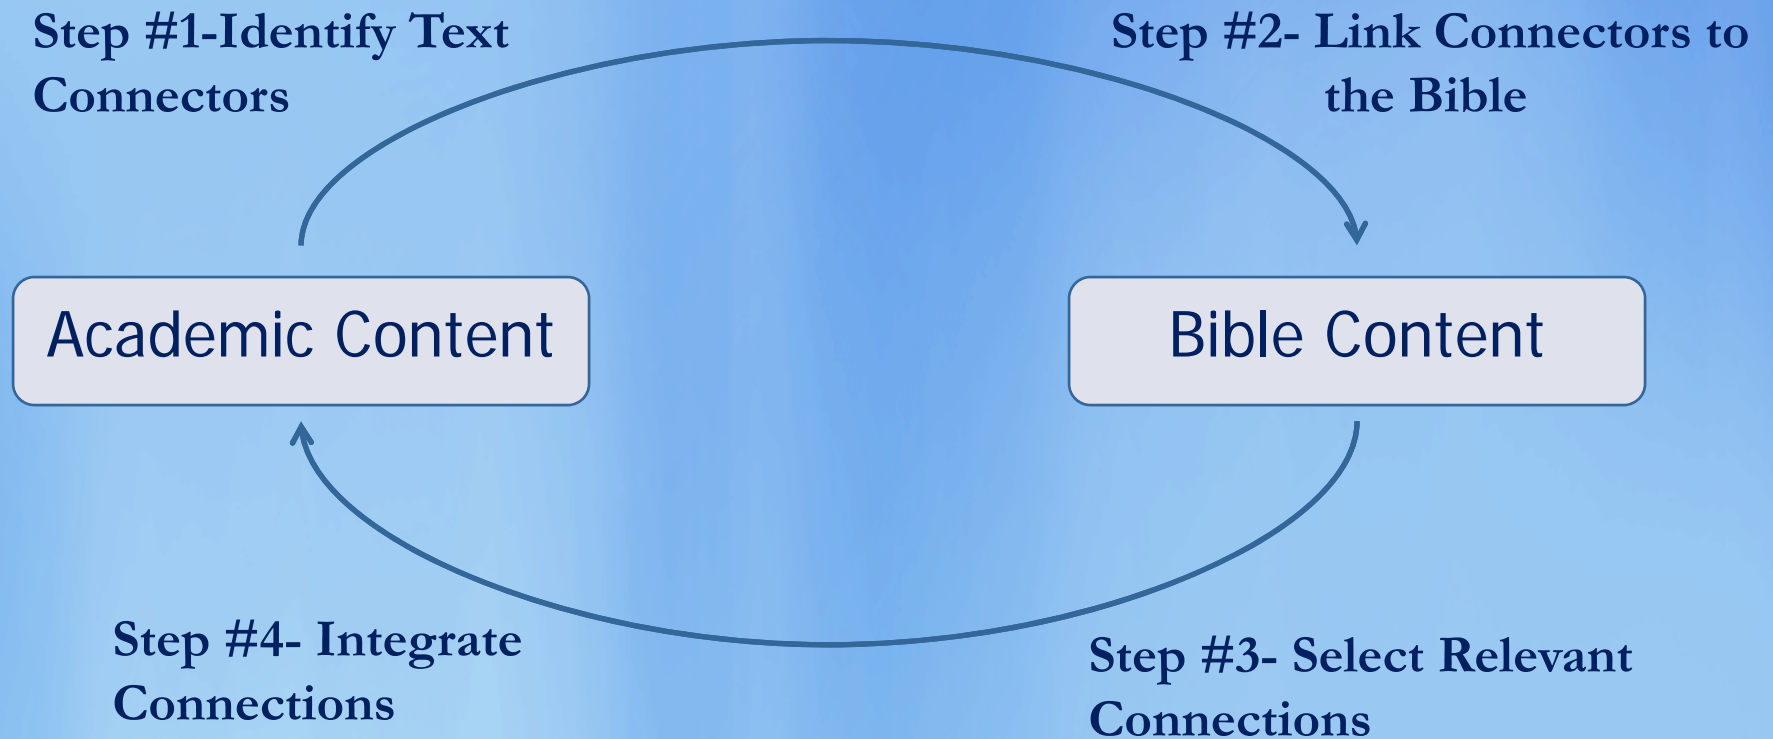 Step #1-Identify Text
Connectors
Step #2- Link Connectors to
the Bible
Academic Content
Bible Content
Step #4- Integrate
Connections
Step #3- Select Relevant
Connections